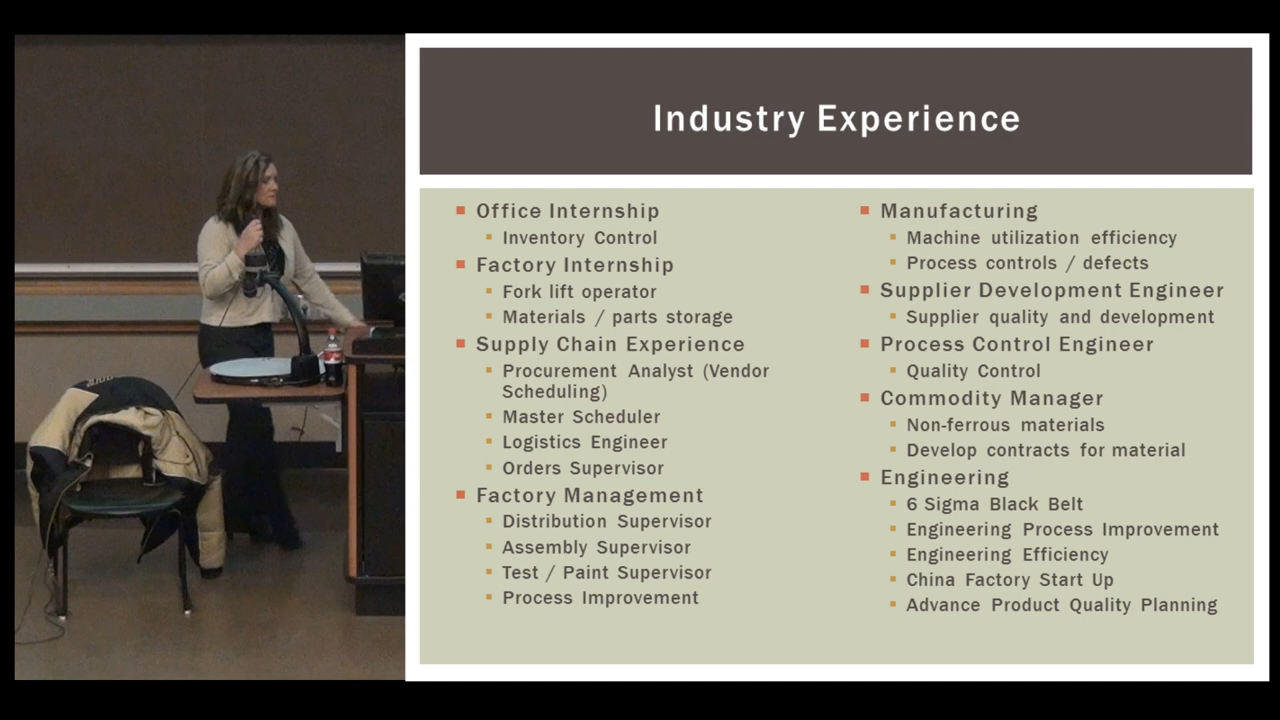 Industry Experience
Office Internship
Inventory Control
Factory Internship
Fork lift operator
Materials / parts storage
Supply Chain Experience
Procurement Analyst (Vendor
Scheduling)
Master Scheduler
Logistics Engineer
Orders Supervisor
Factory Management
Distribution Supervisor
Assembly Supervisor
Test / Paint Supervisor
Process Improvement
Manufacturing
Machine utilization efficiency
Process controls / defects
Supplier Development Engineer
Supplier quality and development
Process Control Engineer
Quality Control
Commodity Manager
Non-ferrous materials
Develop contracts for material
Engineering
6 Sigma Black Belt
Engineering Process Improvement
Engineering Efficiency
China Factory Start Up
Advance Product Quality Planning